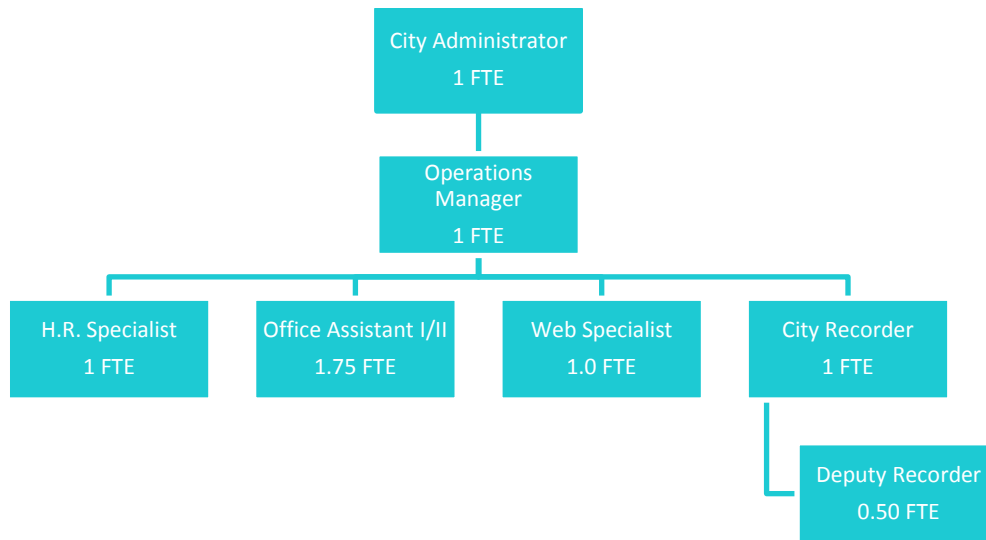 City Administrator
1 FTE
Operations
Manager
1 FTE
H.R. Specialist
1 FTE
Office Assistant I/II
1.75 FTE
Web Specialist
1.0 FTE
City Recorder
1 FTE
Deputy Recorder
0.50 FTE